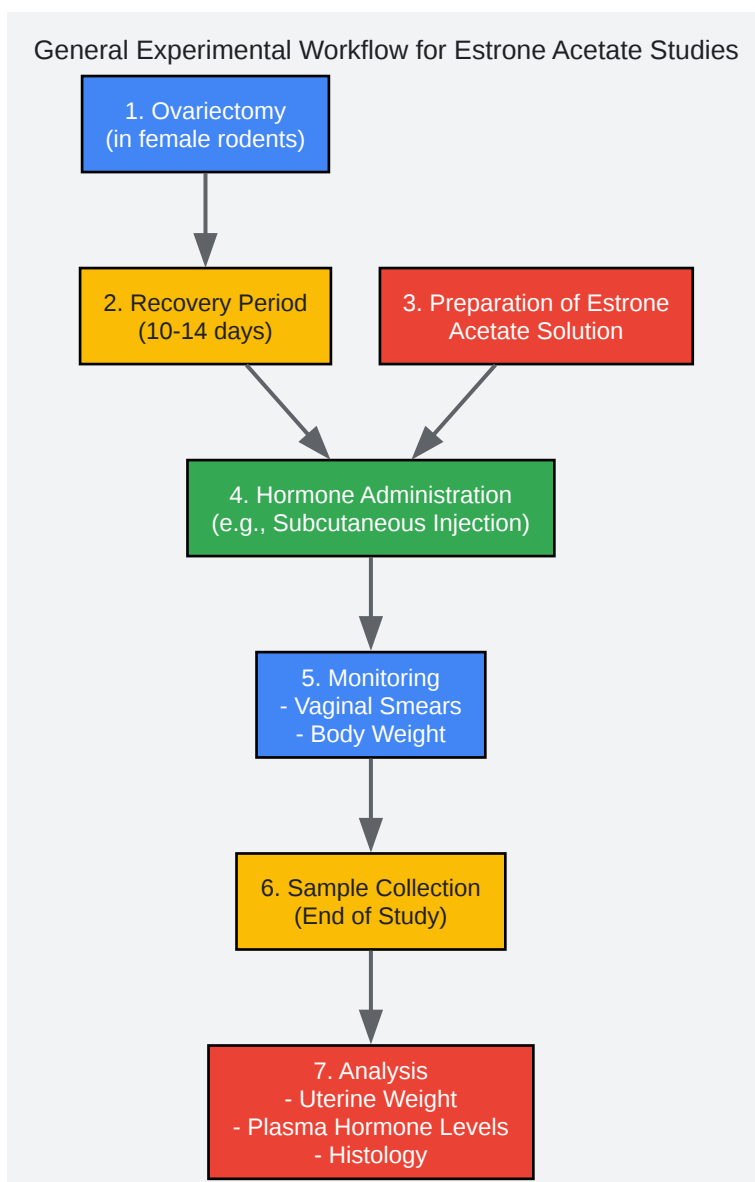 General Experimental Workflow for Estrone Acetate Studies
1. Ovariectomy
(in female rodents)
2. Recovery Period
(10-14 days)
3. Preparation of Estrone
Acetate Solution
4. Hormone Administration
(e.g., Subcutaneous Injection)
5. Monitoring
- Vaginal Smears
- Body Weight
6. Sample Collection
(End of Study)
7. Analysis
- Uterine Weight
- Plasma Hormone Levels
- Histology